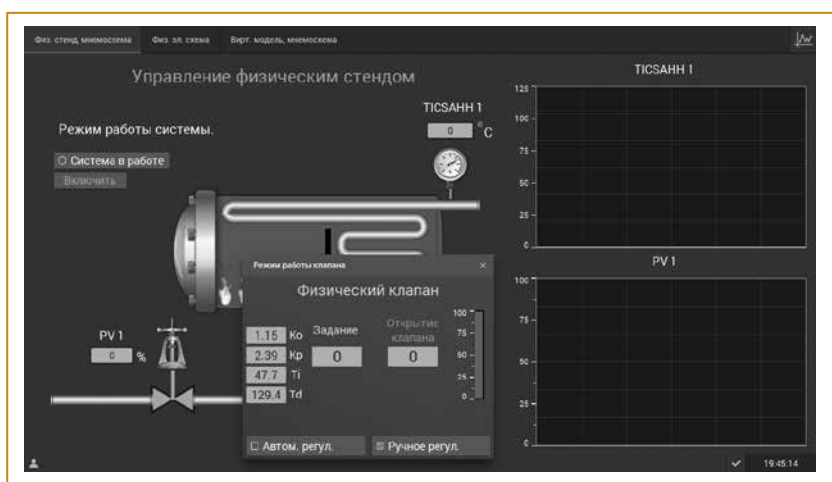 Физ. стенд, мнемосхема Физ. эл. схема Вирт. модель, мнемосхема
Управление физическим стендом
TICSAHH 1
0 °C
Режим работы системы.
Система в работе
Включить
PV 1
0 %
Режим работы клапана ×
Физический клапан
1.15 Ko
2.39 Kp
47.7 Ti
129.4 Td
Задание
0
Открытие
клапана
0
100
75
50
25
0
Автом. регул.
Ручное регул.
TICSAHH 1
125
100
75
50
25
0
PV 1
100
75
50
25
0
19:45:14